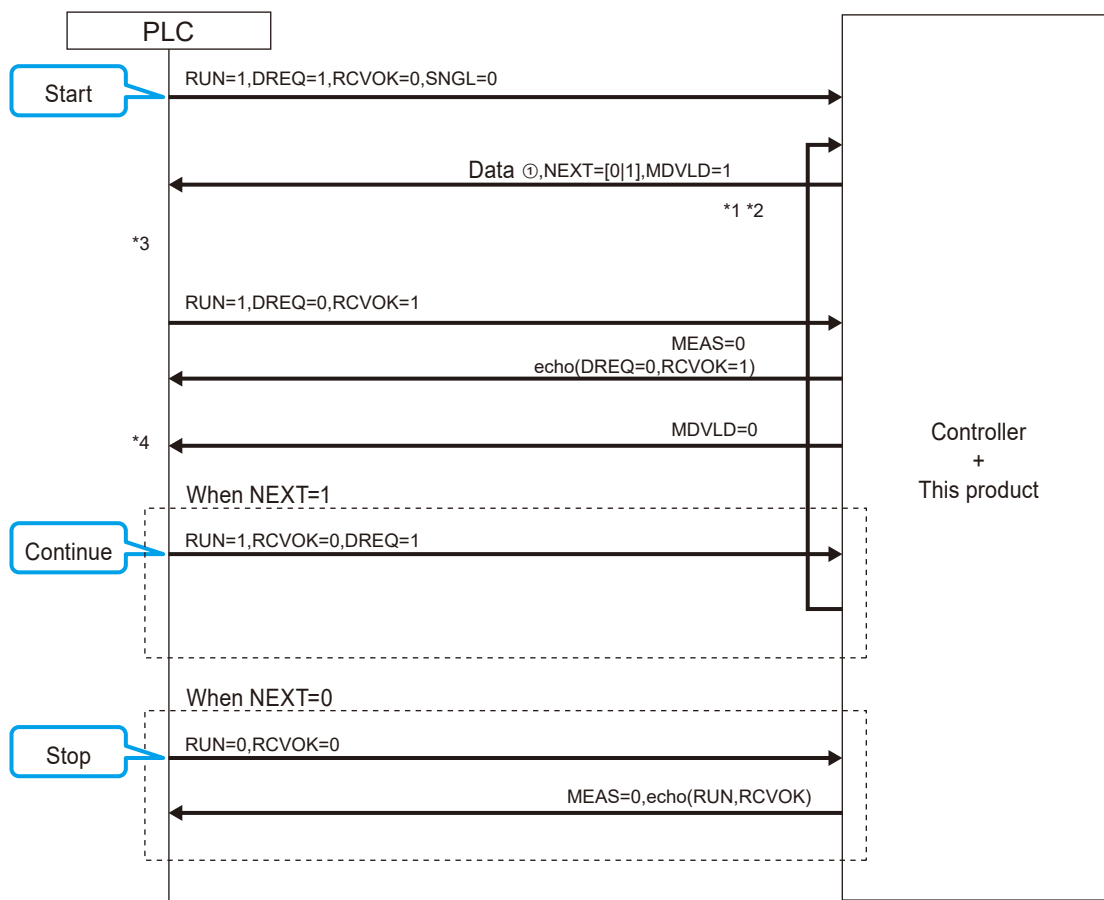 PLC
RUN=1,DREQ=1,RCVOK=0,SNGL=0
Start
Data ①,NEXT=[0|1],MDVLD=1
*1 *2
*3
RUN=1,DREQ=0,RCVOK=1
MEAS=0
echo(DREQ=0,RCVOK=1)
*4
MDVLD=0
Controller
+
This product
When NEXT=1
Continue
RUN=1,RCVOK=0,DREQ=1
When NEXT=0
Stop
RUN=0,RCVOK=0
MEAS=0,echo(RUN,RCVOK)